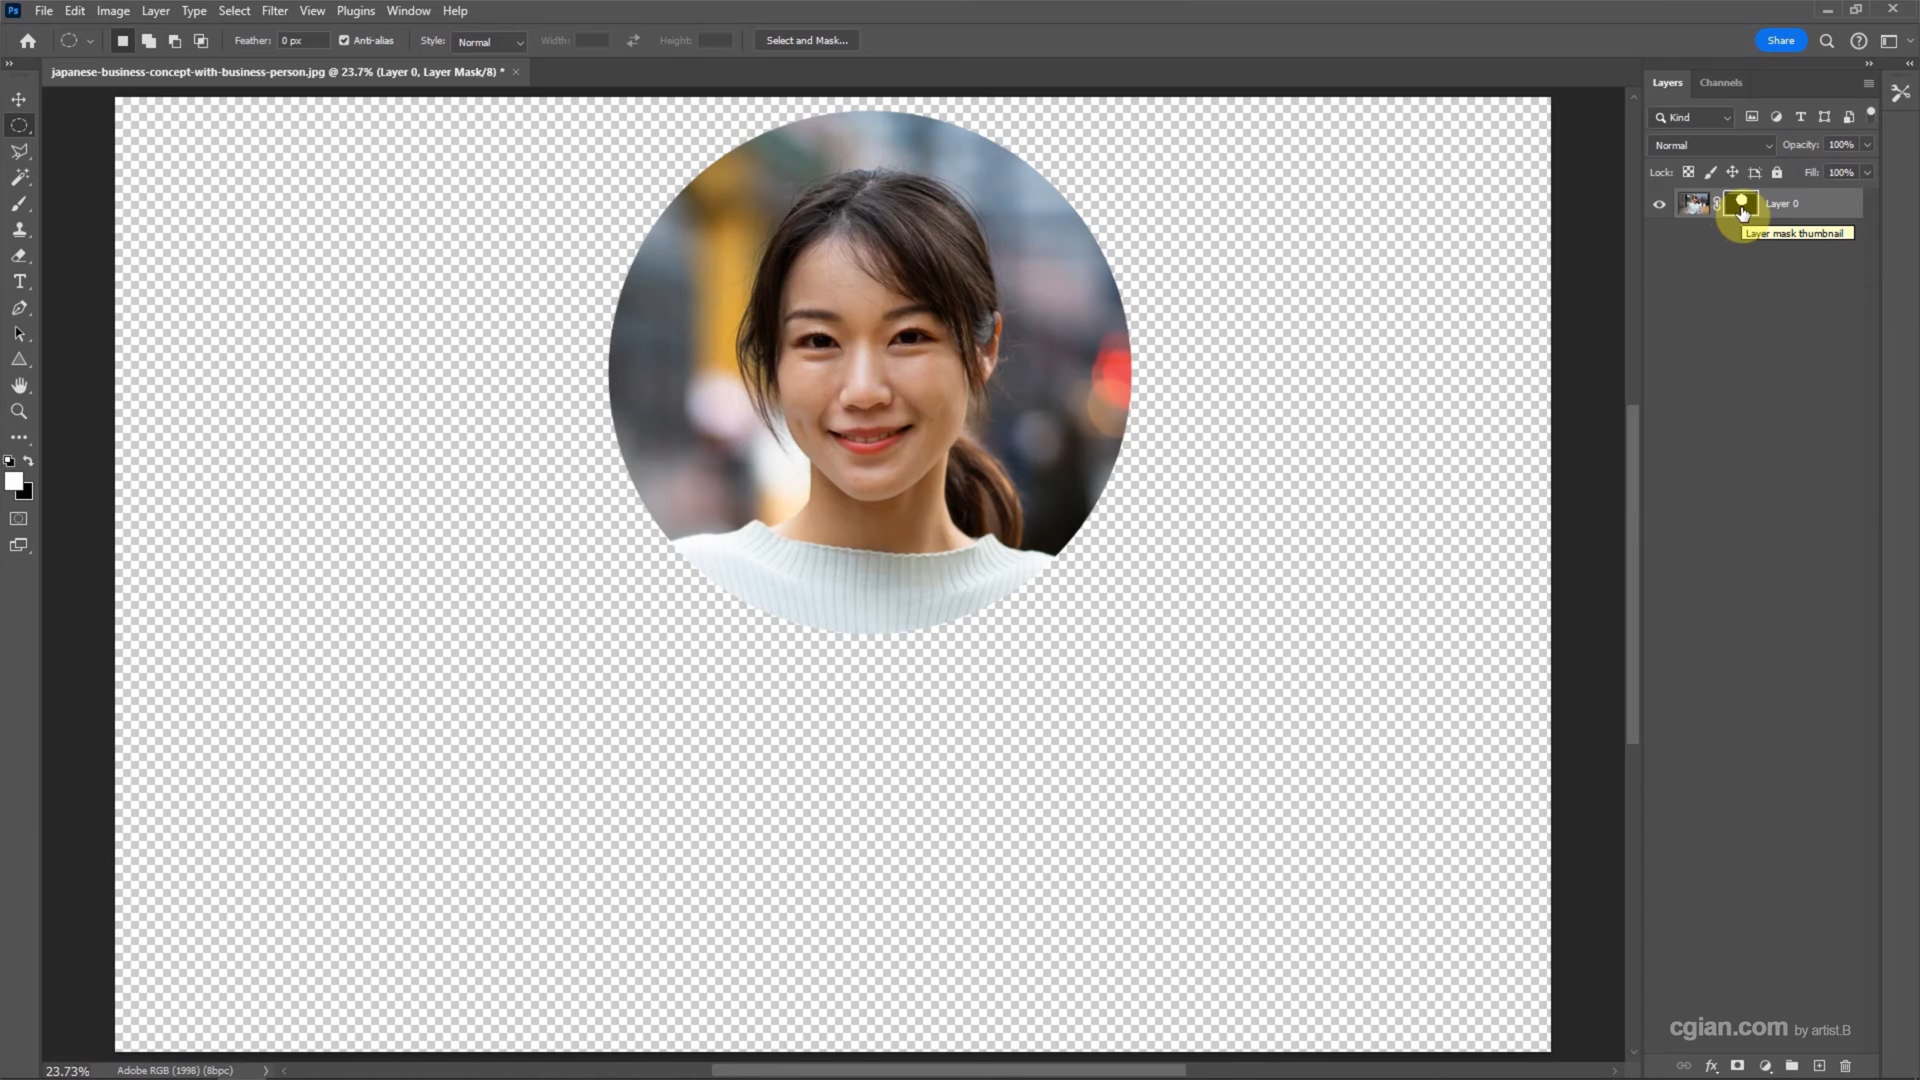 Ps File Edit Image Layer Type Select Filter View Plugins Window Help
Feather: 0 px Anti-alias Style: Normal Width: Height: Select and Mask... Share
japanese-business-concept-with-business-person.jpg @ 23.7% (Layer 0, Layer Mask/8) * ×
Layers Channels
Kind
Normal Opacity: 100%
Lock: Fill: 100%
Layer 0
Layer mask thumbnail
cgian.com by artist.B
23.73% Adobe RGB (1998) (8bpc)